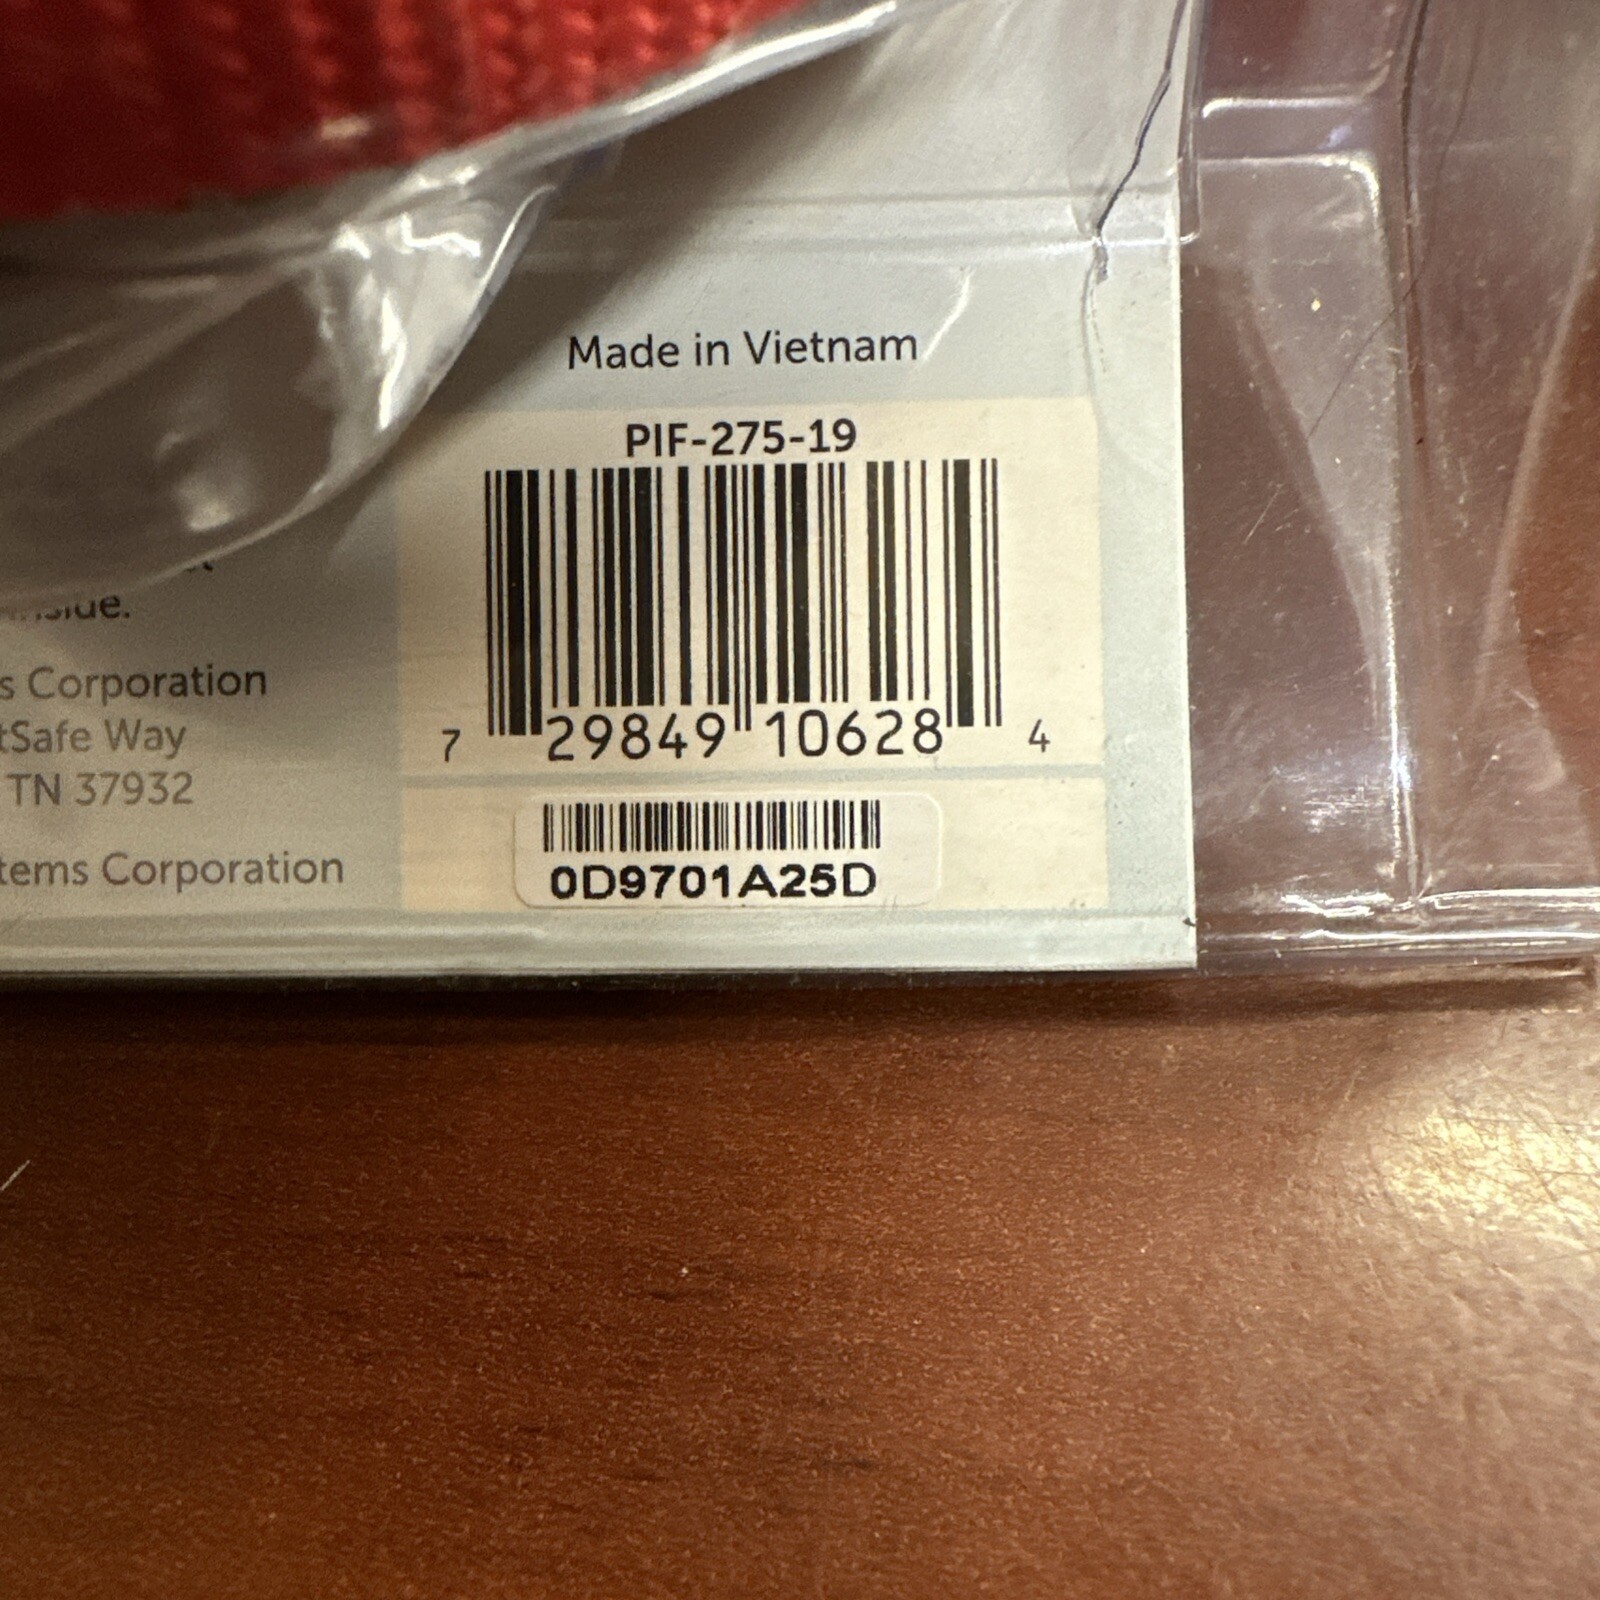 Made in Vietnam
PIF-275-19
7 29849 10628 4
0D9701A25D
s Corporation
tSafe Way
TN 37932
tems Corporation